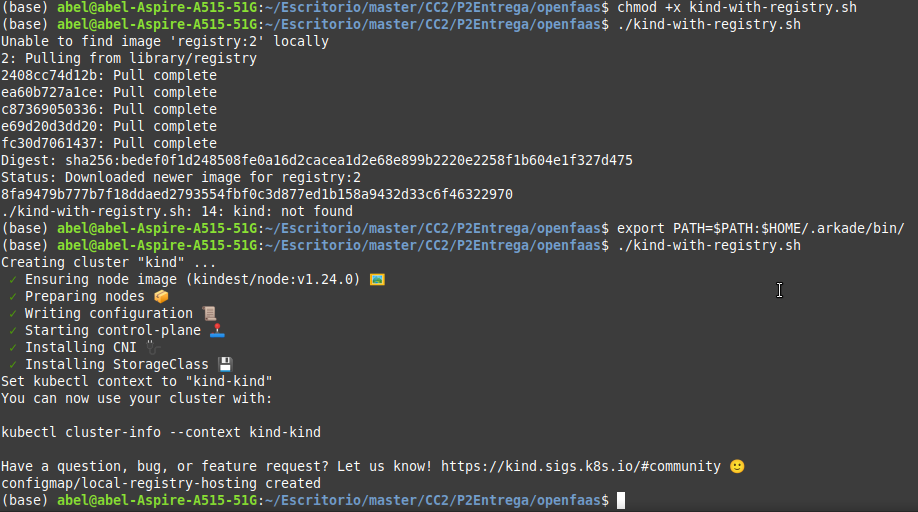 (base) abel@abel-Aspire-A515-51G:~/Escritorio/master/CC2/P2Entrega/openfaas$ chmod +x kind-with-registry.sh
(base) abel@abel-Aspire-A515-51G:~/Escritorio/master/CC2/P2Entrega/openfaas$ ./kind-with-registry.sh
Unable to find image 'registry:2' locally
2: Pulling from library/registry
2408cc74d12b: Pull complete
ea60b727a1ce: Pull complete
c87369050336: Pull complete
e69d20d3dd20: Pull complete
fc30d7061437: Pull complete
Digest: sha256:bedef0f1d248508fe0a16d2cacea1d2e68e899b2220e2258f1b604e1f327d475
Status: Downloaded newer image for registry:2
8fa9479b777b7f18ddaed2793554fbf0c3d877ed1b158a9432d33c6f46322970
./kind-with-registry.sh: 14: kind: not found
(base) abel@abel-Aspire-A515-51G:~/Escritorio/master/CC2/P2Entrega/openfaas$ export PATH=$PATH:$HOME/.arkade/bin/
(base) abel@abel-Aspire-A515-51G:~/Escritorio/master/CC2/P2Entrega/openfaas$ ./kind-with-registry.sh
Creating cluster "kind" ...
✓ Ensuring node image (kindest/node:v1.24.0) 🖼
✓ Preparing nodes 📦
✓ Writing configuration 📜
✓ Starting control-plane 🕹
✓ Installing CNI 🔌
✓ Installing StorageClass 💾
Set kubectl context to "kind-kind"
You can now use your cluster with:

kubectl cluster-info --context kind-kind

Have a question, bug, or feature request? Let us know! https://kind.sigs.k8s.io/#community 🙂
configmap/local-registry-hosting created
(base) abel@abel-Aspire-A515-51G:~/Escritorio/master/CC2/P2Entrega/openfaas$